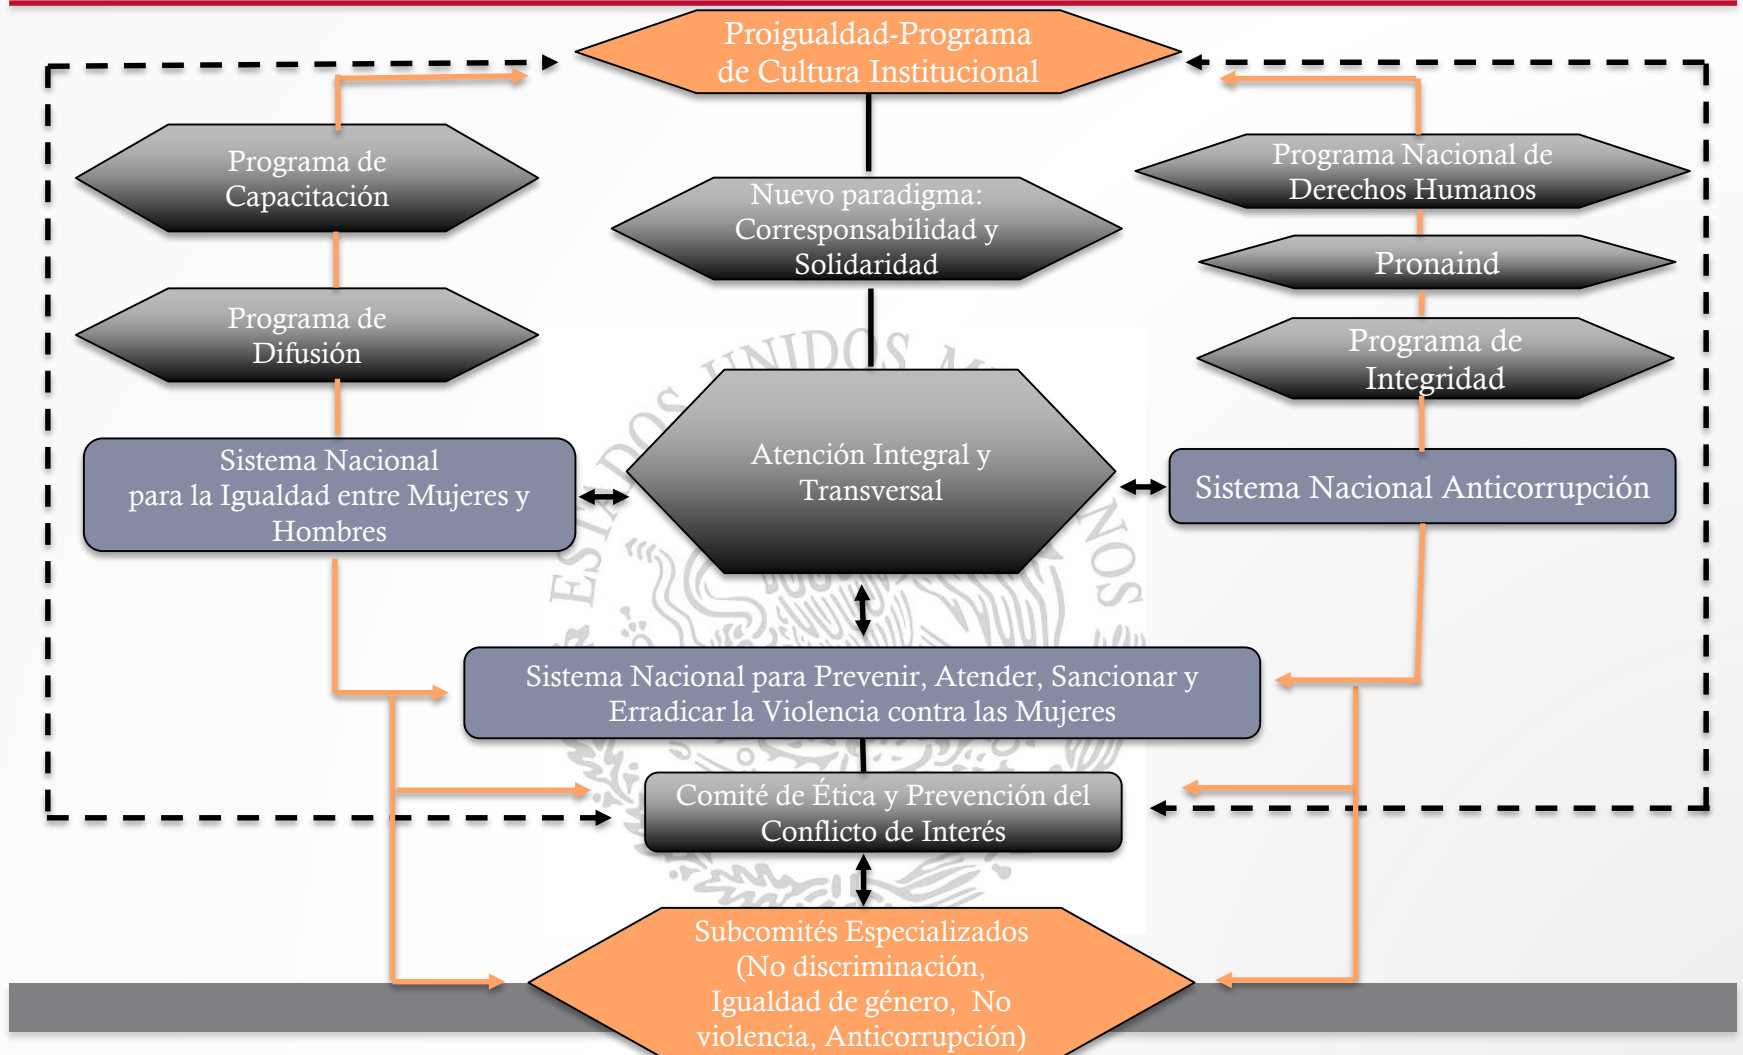 Proigualdad-Programa
de Cultura Institucional
Programa de
Capacitación
Nuevo paradigma:
Corresponsabilidad y
Solidaridad
Programa Nacional de
Derechos Humanos
Pronaind
Programa de
Difusión
Programa de
Integridad
Sistema Nacional
para la Igualdad entre Mujeres y
Hombres
Atención Integral y
Transversal
Sistema Nacional Anticorrupción
ESTADOS UNIDOS M NOS
Sistema Nacional para Prevenir, Atender, Sancionar y
Erradicar la Violencia contra las Mujeres
Comité de Ética y Prevención del
Conflicto de Interés
Subcomités Especializados
(No discriminación,
Igualdad de género, No
violencia, Anticorrupción)